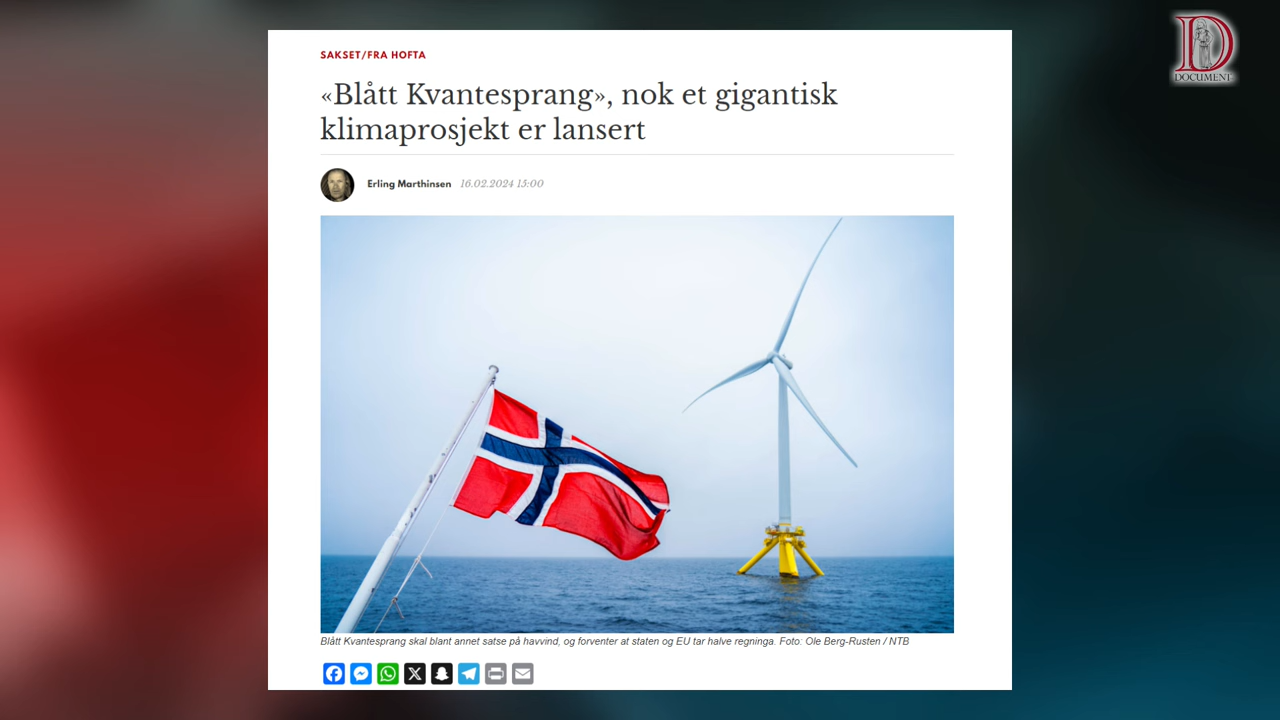 DOCUMENT
SAKSET/FRA HOFTA
«Blått Kvantesprang», nok et gigantisk
klimaprosjekt er lansert
Erling Marthinsen 16.02.2024 15:00
Blått Kvantesprang skal blant annet satse på havvind, og forventer at staten og EU tar halve regninga. Foto: Ole Berg-Rusten / NTB